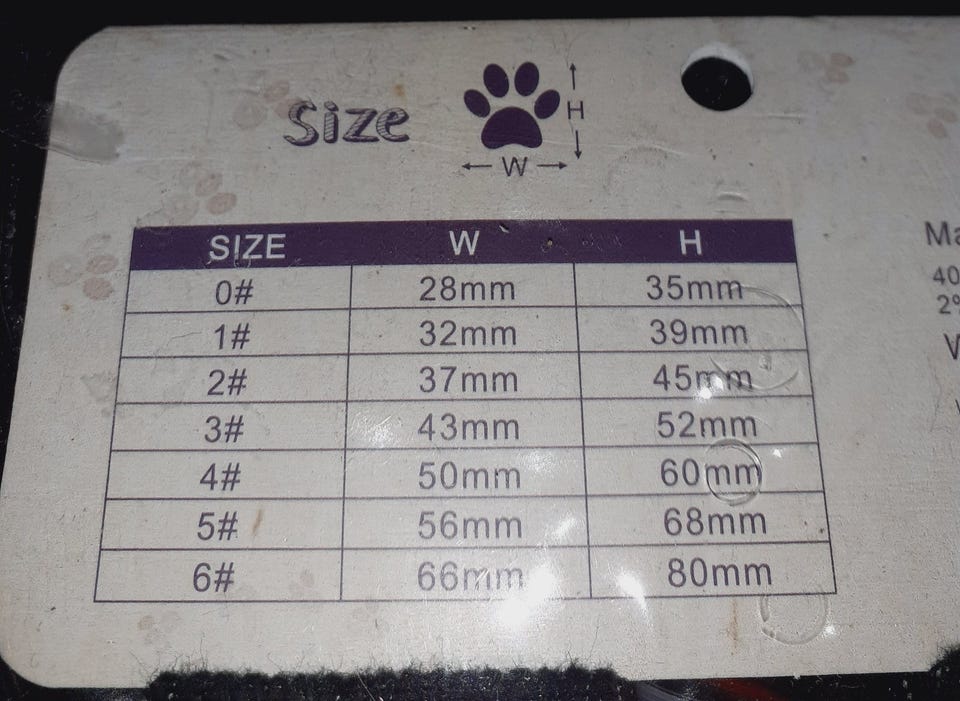 Size
H
W
SIZE W H
0# 28mm 35mm
1# 32mm 39mm
2# 37mm 45mm
3# 43mm 52mm
4# 50mm 60mm
5# 56mm 68mm
6# 66mm 80mm